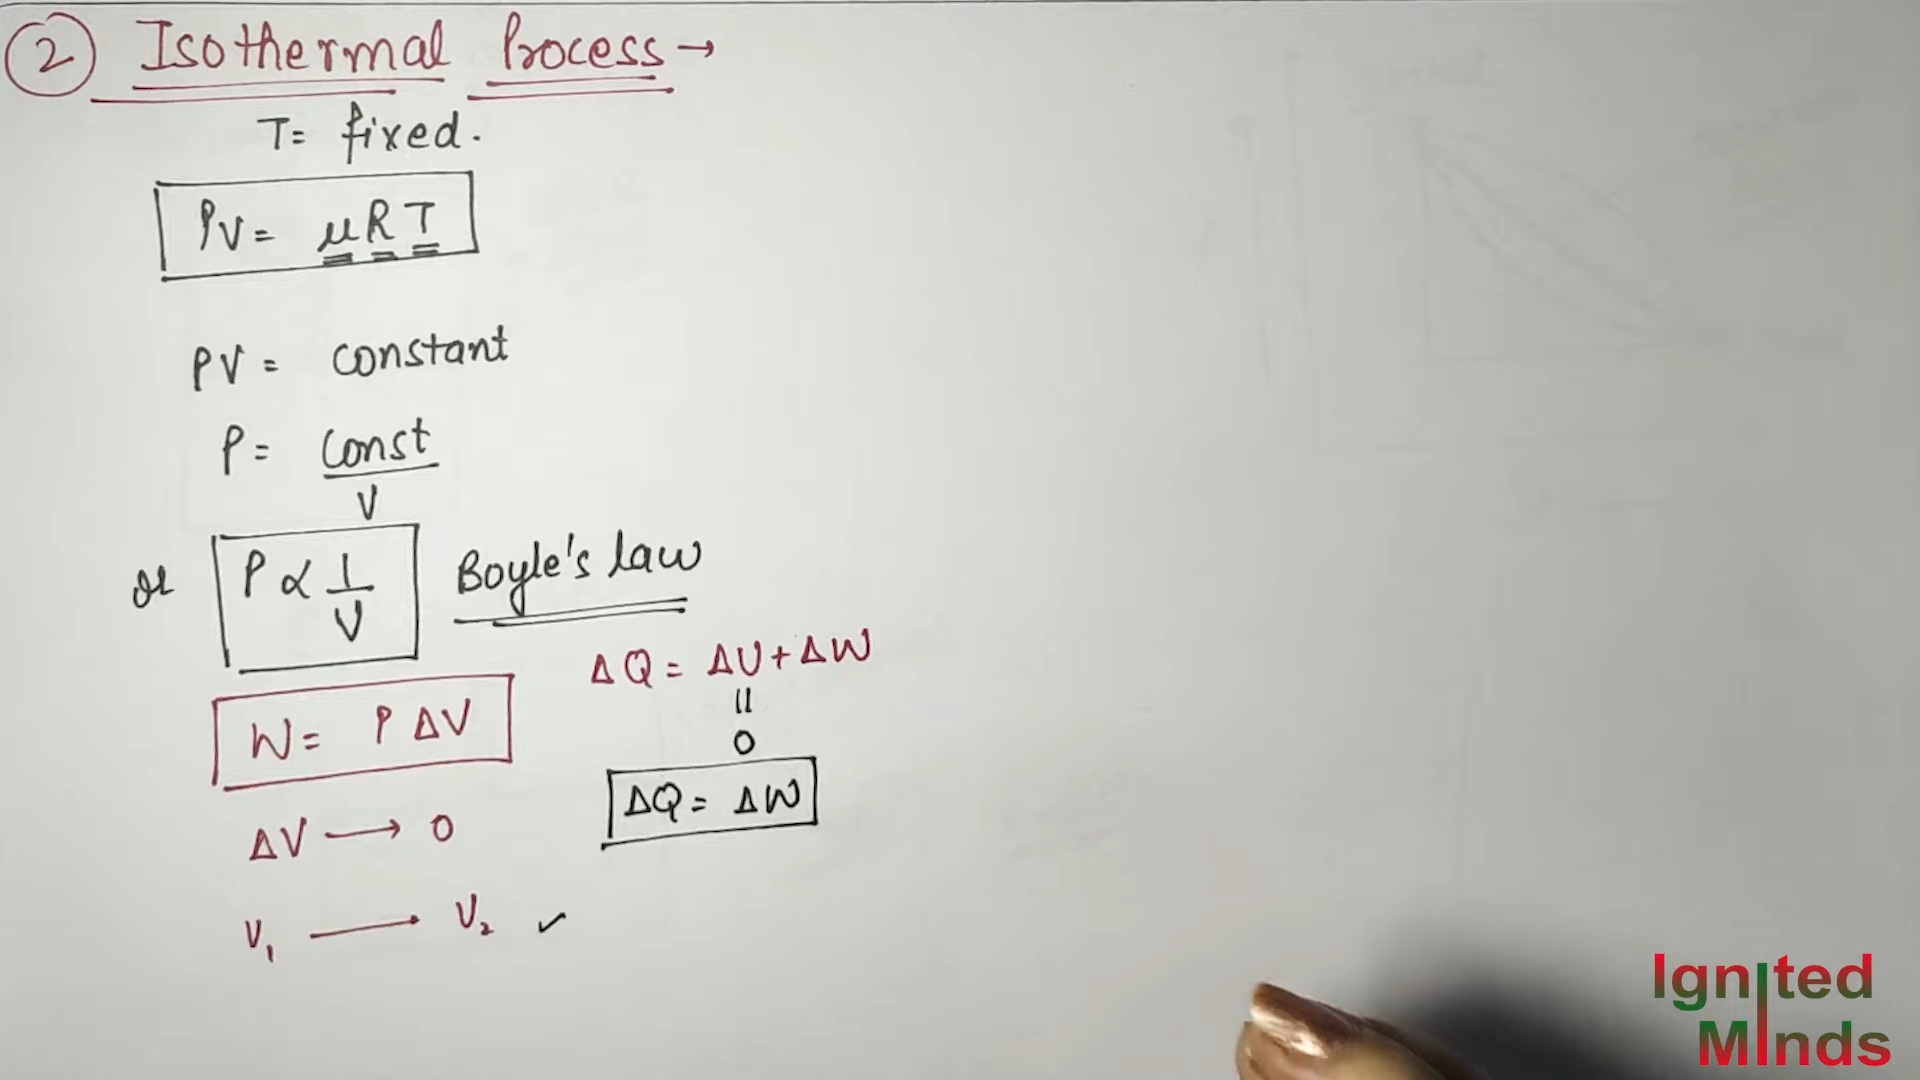 2 Isothermal Process →
T = fixed.
PV = μRT
PV = constant
P = Const
V
or P ∝ 1/V Boyle's law
ΔQ = ΔU + ΔW
W = P ΔV
||
0
ΔQ = ΔW
ΔV → 0
V₁ → V₂ ✓
Ignited
Minds